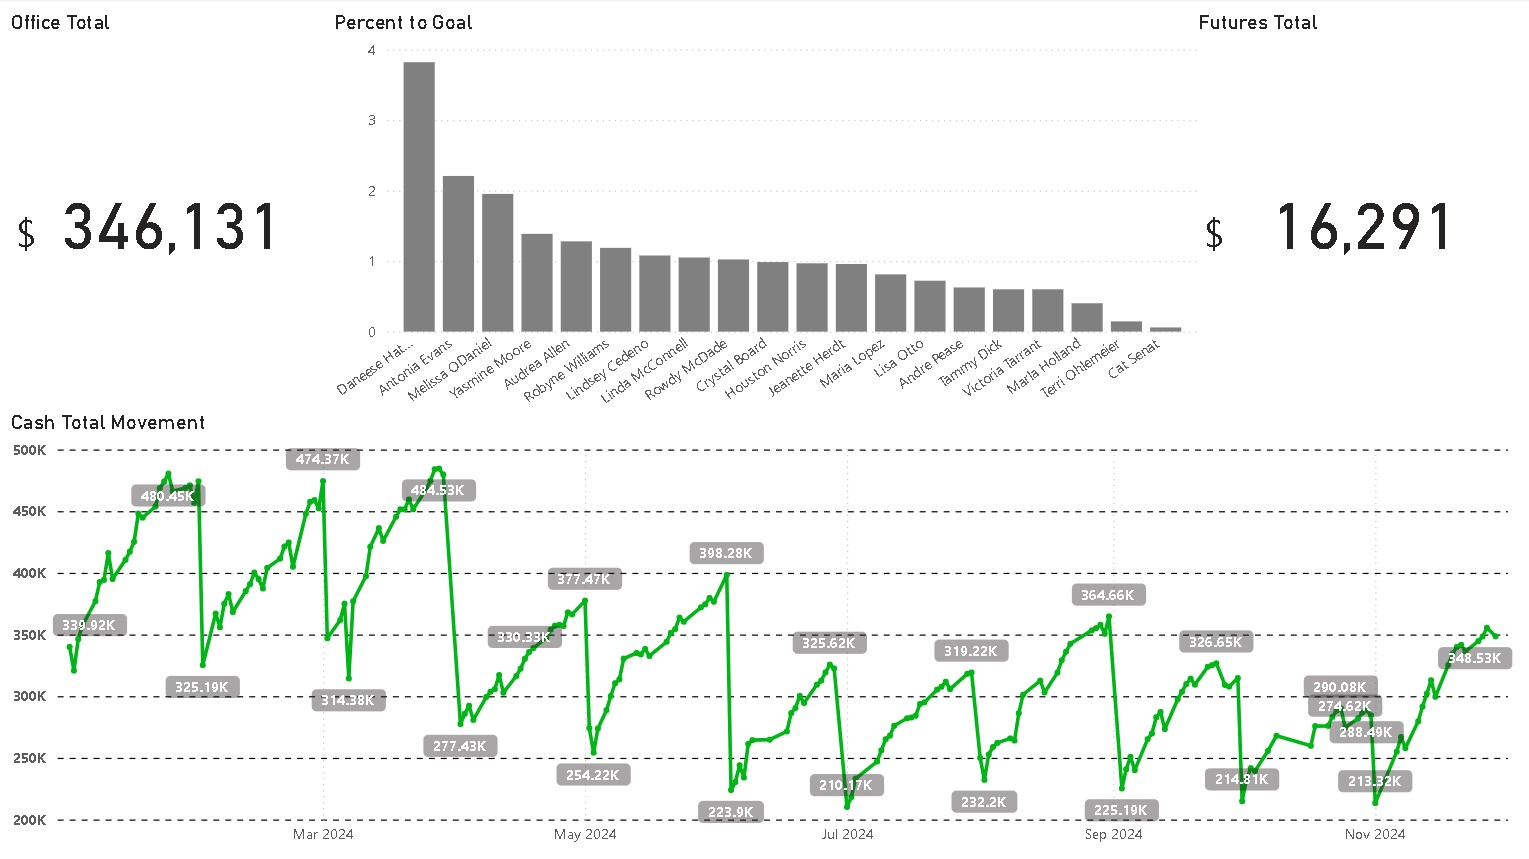 Office Total
$ 346,131
Percent to Goal
4
3
2
1
0
Daneese Hat...
Antonia Evans
Melissa ODaniel
Yasmine Moore
Audrea Allen
Robyne Williams
Lindsey Cedeno
Linda McConnell
Rowdy McDade
Crystal Board
Houston Norris
Jeanette Herdt
Maria Lopez
Lisa Otto
Andre Pease
Tammy Dick
Victoria Tarrant
Marla Holland
Terri Ohlemeier
Cat Senat
Futures Total
$ 16,291
Cash Total Movement
500K
450K
400K
350K
300K
250K
200K
339.92K
480.45K
325.19K
474.37K
314.38K
484.53K
277.43K
330.33K
377.47K
254.22K
398.28K
223.9K
325.62K
210.17K
319.22K
232.2K
364.66K
225.19K
326.65K
214.81K
290.08K
274.62K
288.49K
213.32K
348.53K
Mar 2024
May 2024
Jul 2024
Sep 2024
Nov 2024